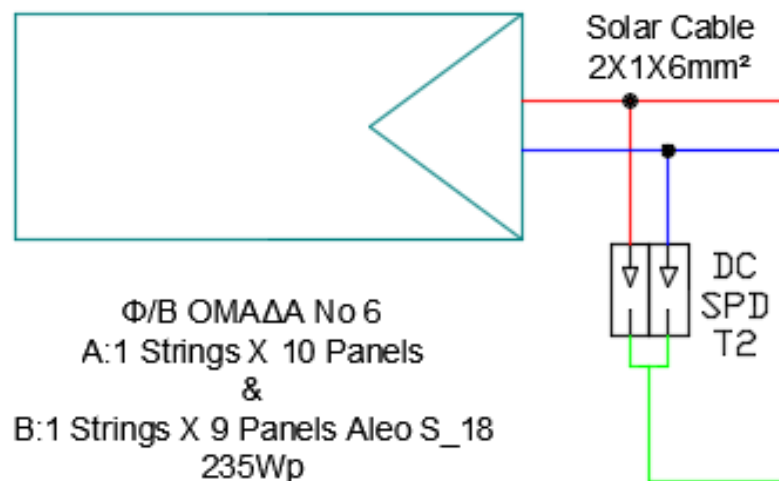 Solar Cable
2X1X6mm²
DC
SPD
T2
Φ/Β ΟΜΑΔΑ Νο 6
A:1 Strings X 10 Panels
&
B:1 Strings X 9 Panels Aleo S_18
235Wp